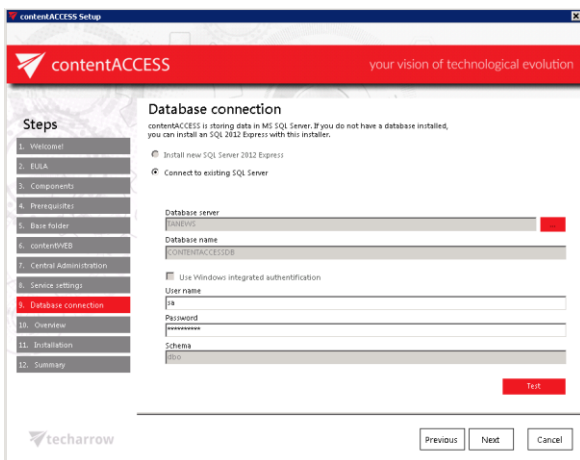 contentACCESS Setup
contentACCESS
your vision of technological evolution
Steps
1. Welcome!
2. EULA
3. Components
4. Prerequisites
5. Base folder
6. contentWEB
7. Central Administration
8. Service settings
9. Database connection
10. Overview
11. Installation
12. Summary
Database connection
contentACCESS is storing data in MS SQL Server. If you do not have a database installed,
you can install an SQL 2012 Express with this installer.
Install new SQL Server 2012 Express
Connect to existing SQL Server
Database server
TANEWS
...
Database name
CONTENTACCESSDB
Use Windows integrated authentification
User name
sa
Password
**********
Schema
dbo
Test
techarrow
Previous
Next
Cancel